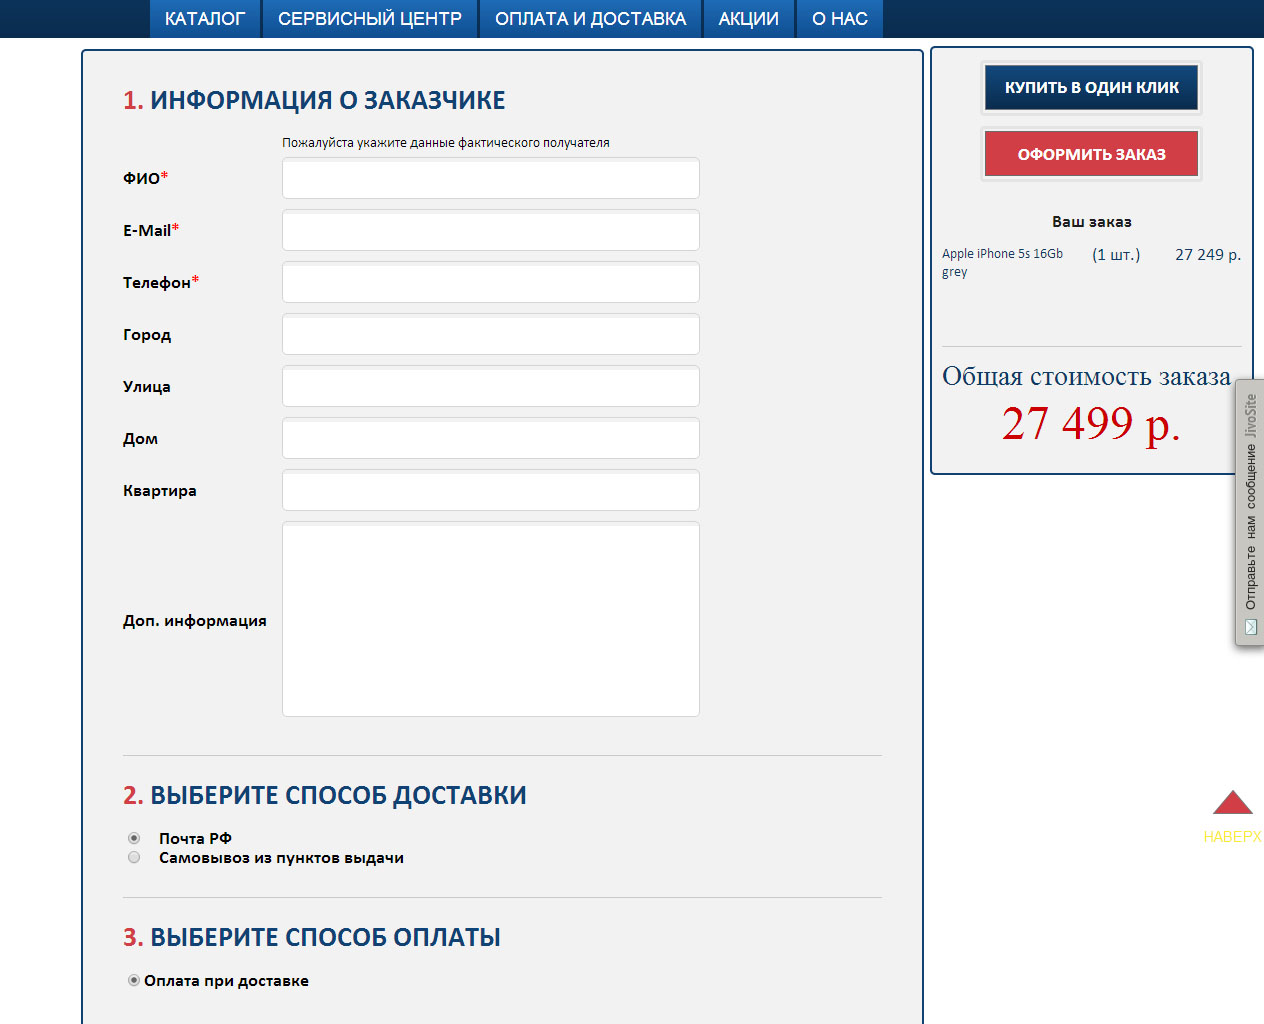 КАТАЛОГ СЕРВИСНЫЙ ЦЕНТР ОПЛАТА И ДОСТАВКА АКЦИИ О НАС
1. ИНФОРМАЦИЯ О ЗАКАЗЧИКЕ
Пожалуйста укажите данные фактического получателя
ФИО*
E-Mail*
Телефон*
Город
Улица
Дом
Квартира
Доп. информация
2. ВЫБЕРИТЕ СПОСОБ ДОСТАВКИ
Почта РФ
Самовывоз из пунктов выдачи
3. ВЫБЕРИТЕ СПОСОБ ОПЛАТЫ
Оплата при доставке
КУПИТЬ В ОДИН КЛИК
ОФОРМИТЬ ЗАКАЗ
Ваш заказ
Apple iPhone 5s 16Gb (1 шт.) 27 249 р.
grey
Общая стоимость заказа
27 499 р.
Отправьте нам сообщение JivoSite
НАВЕРХ